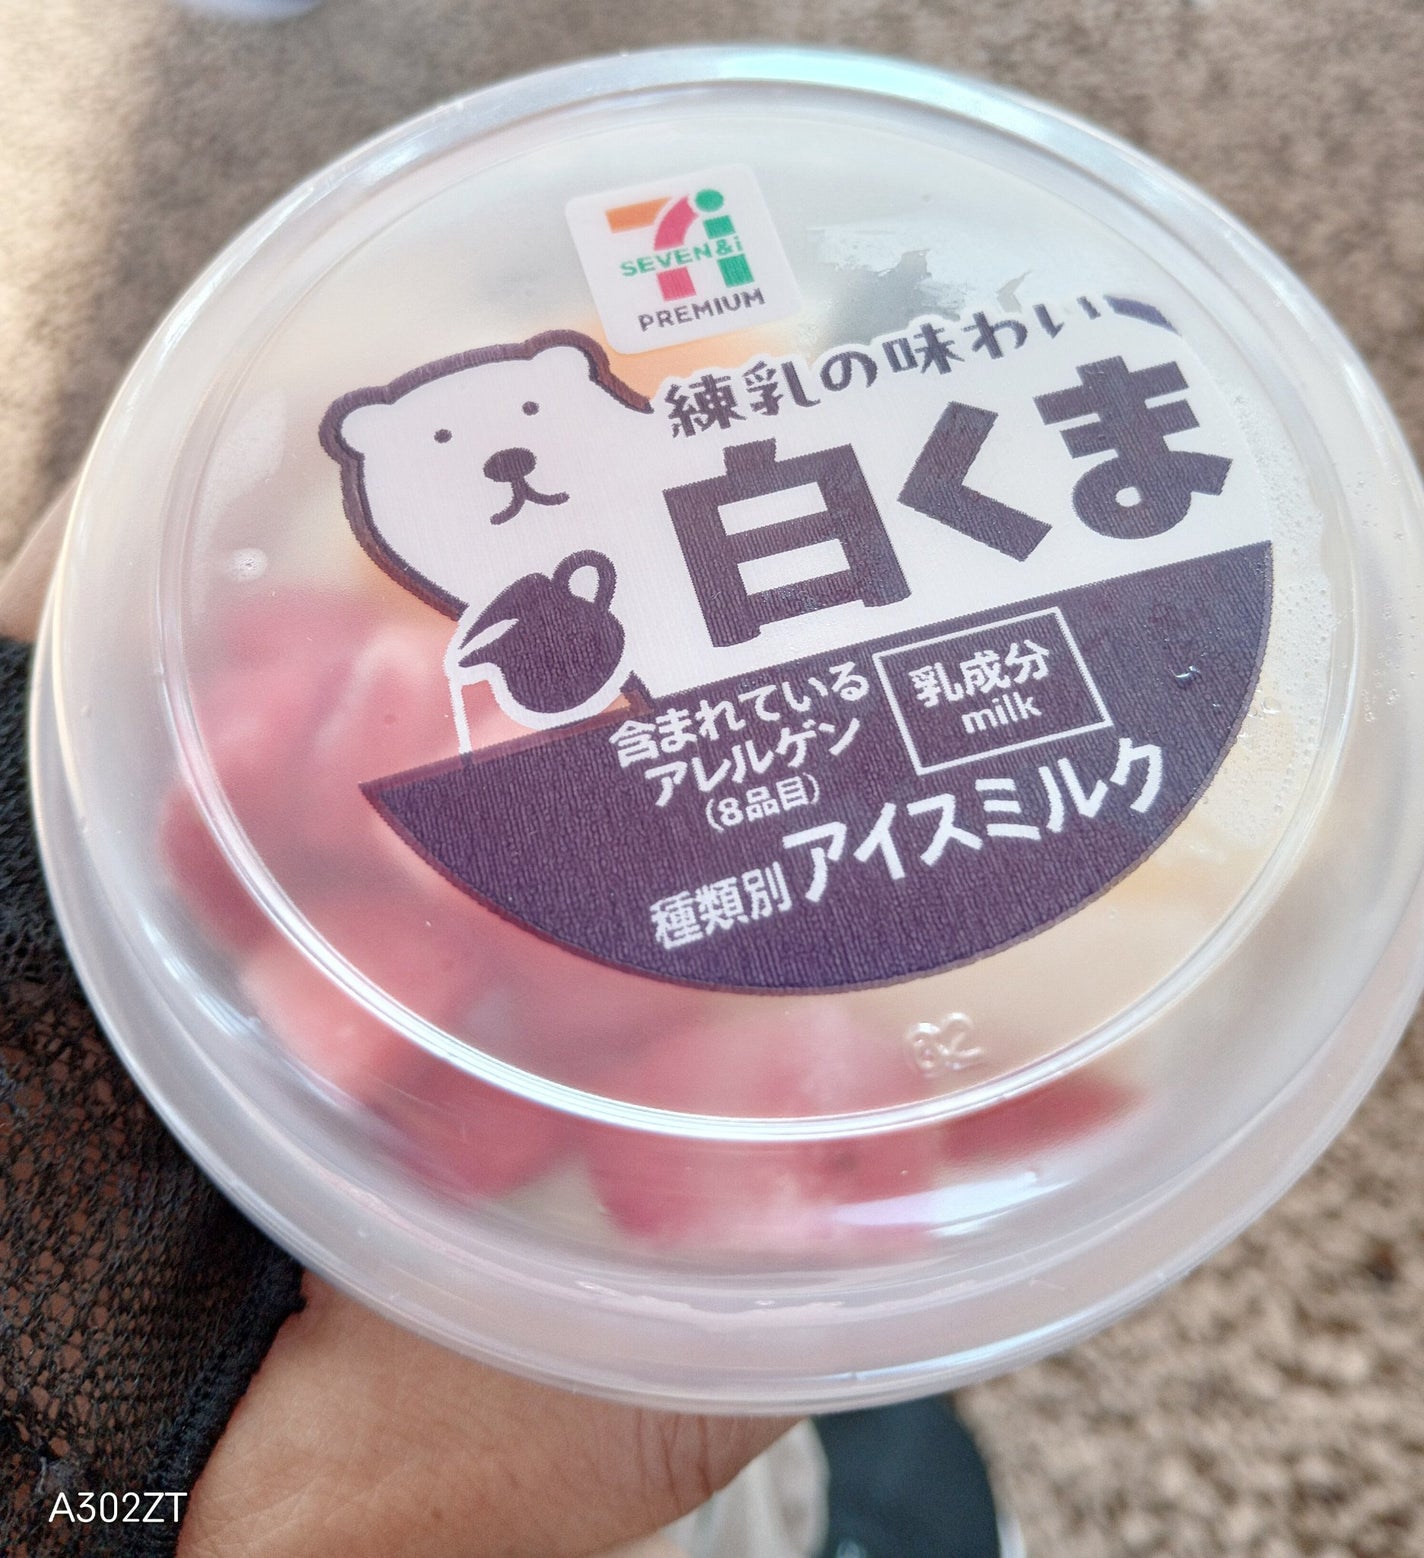 SEVEN&i
PREMIUM
練乳の味わい
白くま
含まれている
アレルゲン
(8品目)
乳成分
milk
種類別 アイスミルク
A302ZT